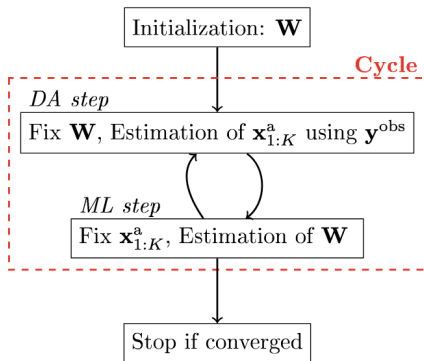 Initialization: W
Cycle
DA step
Fix W, Estimation of x^a_{1:K} using y^obs
ML step
Fix x^a_{1:K}, Estimation of W
Stop if converged